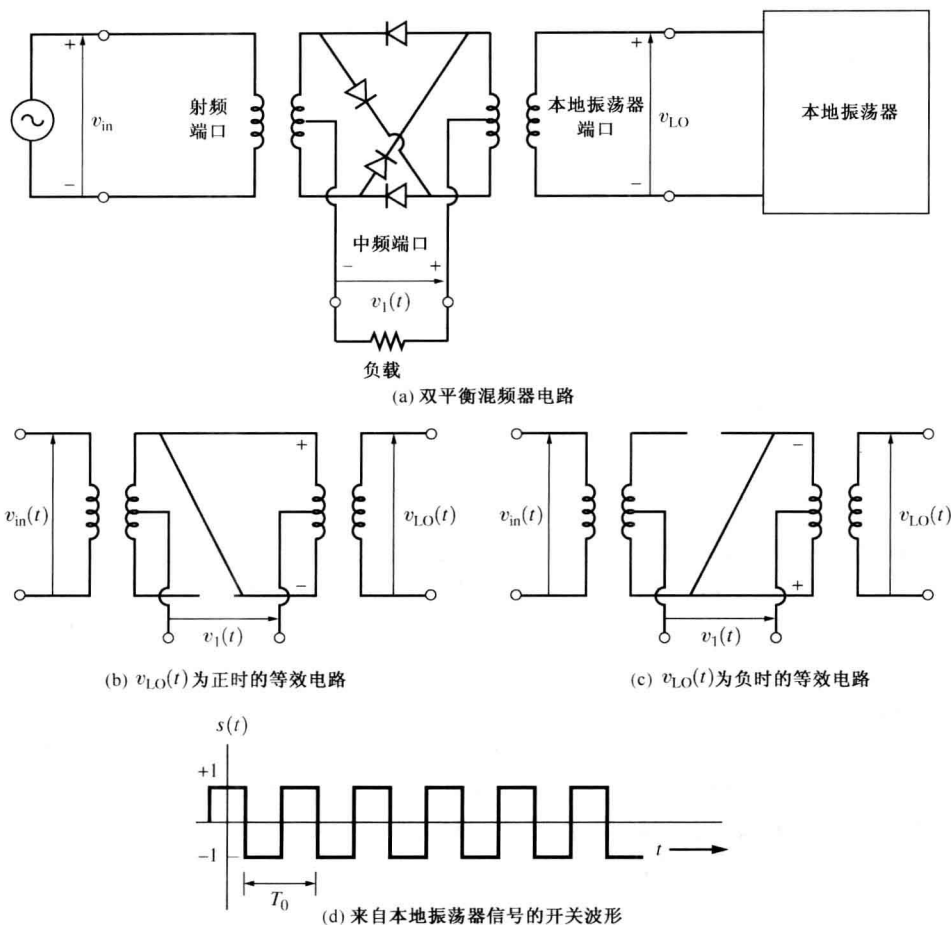 +
v_in
−
射频
端口
本地振荡器
端口
+
v_LO
−
本地振荡器
中频端口
− +
v_1(t)
负载
(a) 双平衡混频器电路
v_in(t)
+
−
v_LO(t)
v_1(t)
(b) v_LO(t)为正时的等效电路
v_in(t)
−
+
v_LO(t)
v_1(t)
(c) v_LO(t)为负时的等效电路
s(t)
+1
−1
t
T_0
(d) 来自本地振荡器信号的开关波形